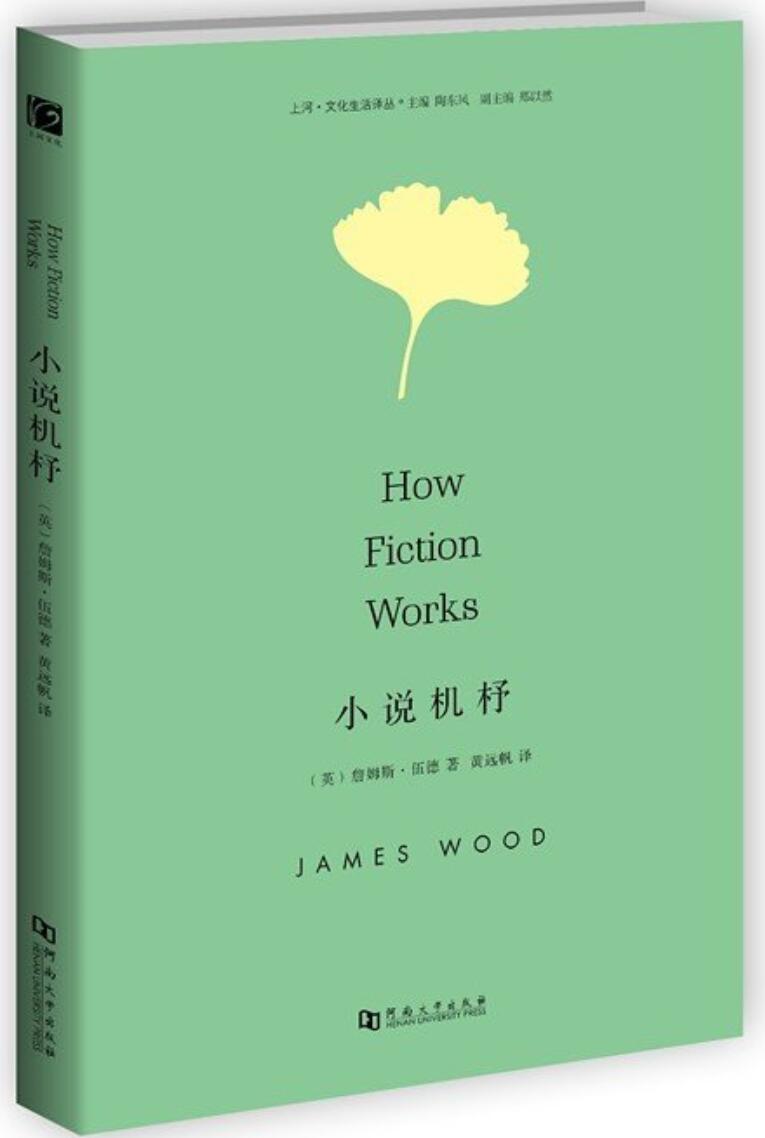 上河·文化生活译丛·主编 陶东风 副主编 郑以然
How
Fiction
Works
小说机杼
(英)詹姆斯·伍德 著 黄远帆 译
JAMES WOOD
河南大学出版社
HENAN UNIVERSITY PRESS
上河文化
How Fiction
Works
小说机杼
(英)詹姆斯·伍德 著 黄远帆 译
河南大学出版社
HENAN UNIVERSITY PRESS